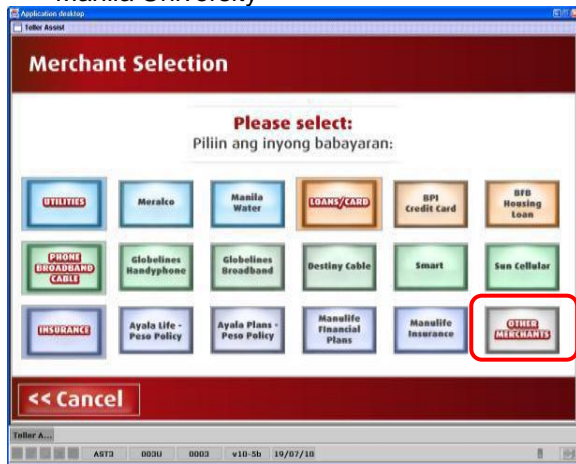 Manila University
Application desktop
Teller Assist
Merchant Selection
Please select:
Piliin ang inyong babayaran:
UTILITIES
Meralco
Manila
Water
LOANS/CARD
BPI
Credit Card
BFB
Housing
Loan
PHONE
BROADBAND
CABLE
Globelines
Handyphone
Globelines
Broadband
Destiny Cable
Smart
Sun Cellular
INSURANCE
Ayala Life -
Peso Policy
Ayala Plans -
Peso Policy
Manulife
Financial
Plans
Manulife
Insurance
OTHER
MERCHANTS
<< Cancel
Teller A...
AST3 003U 0003 v10-5b 19/07/10